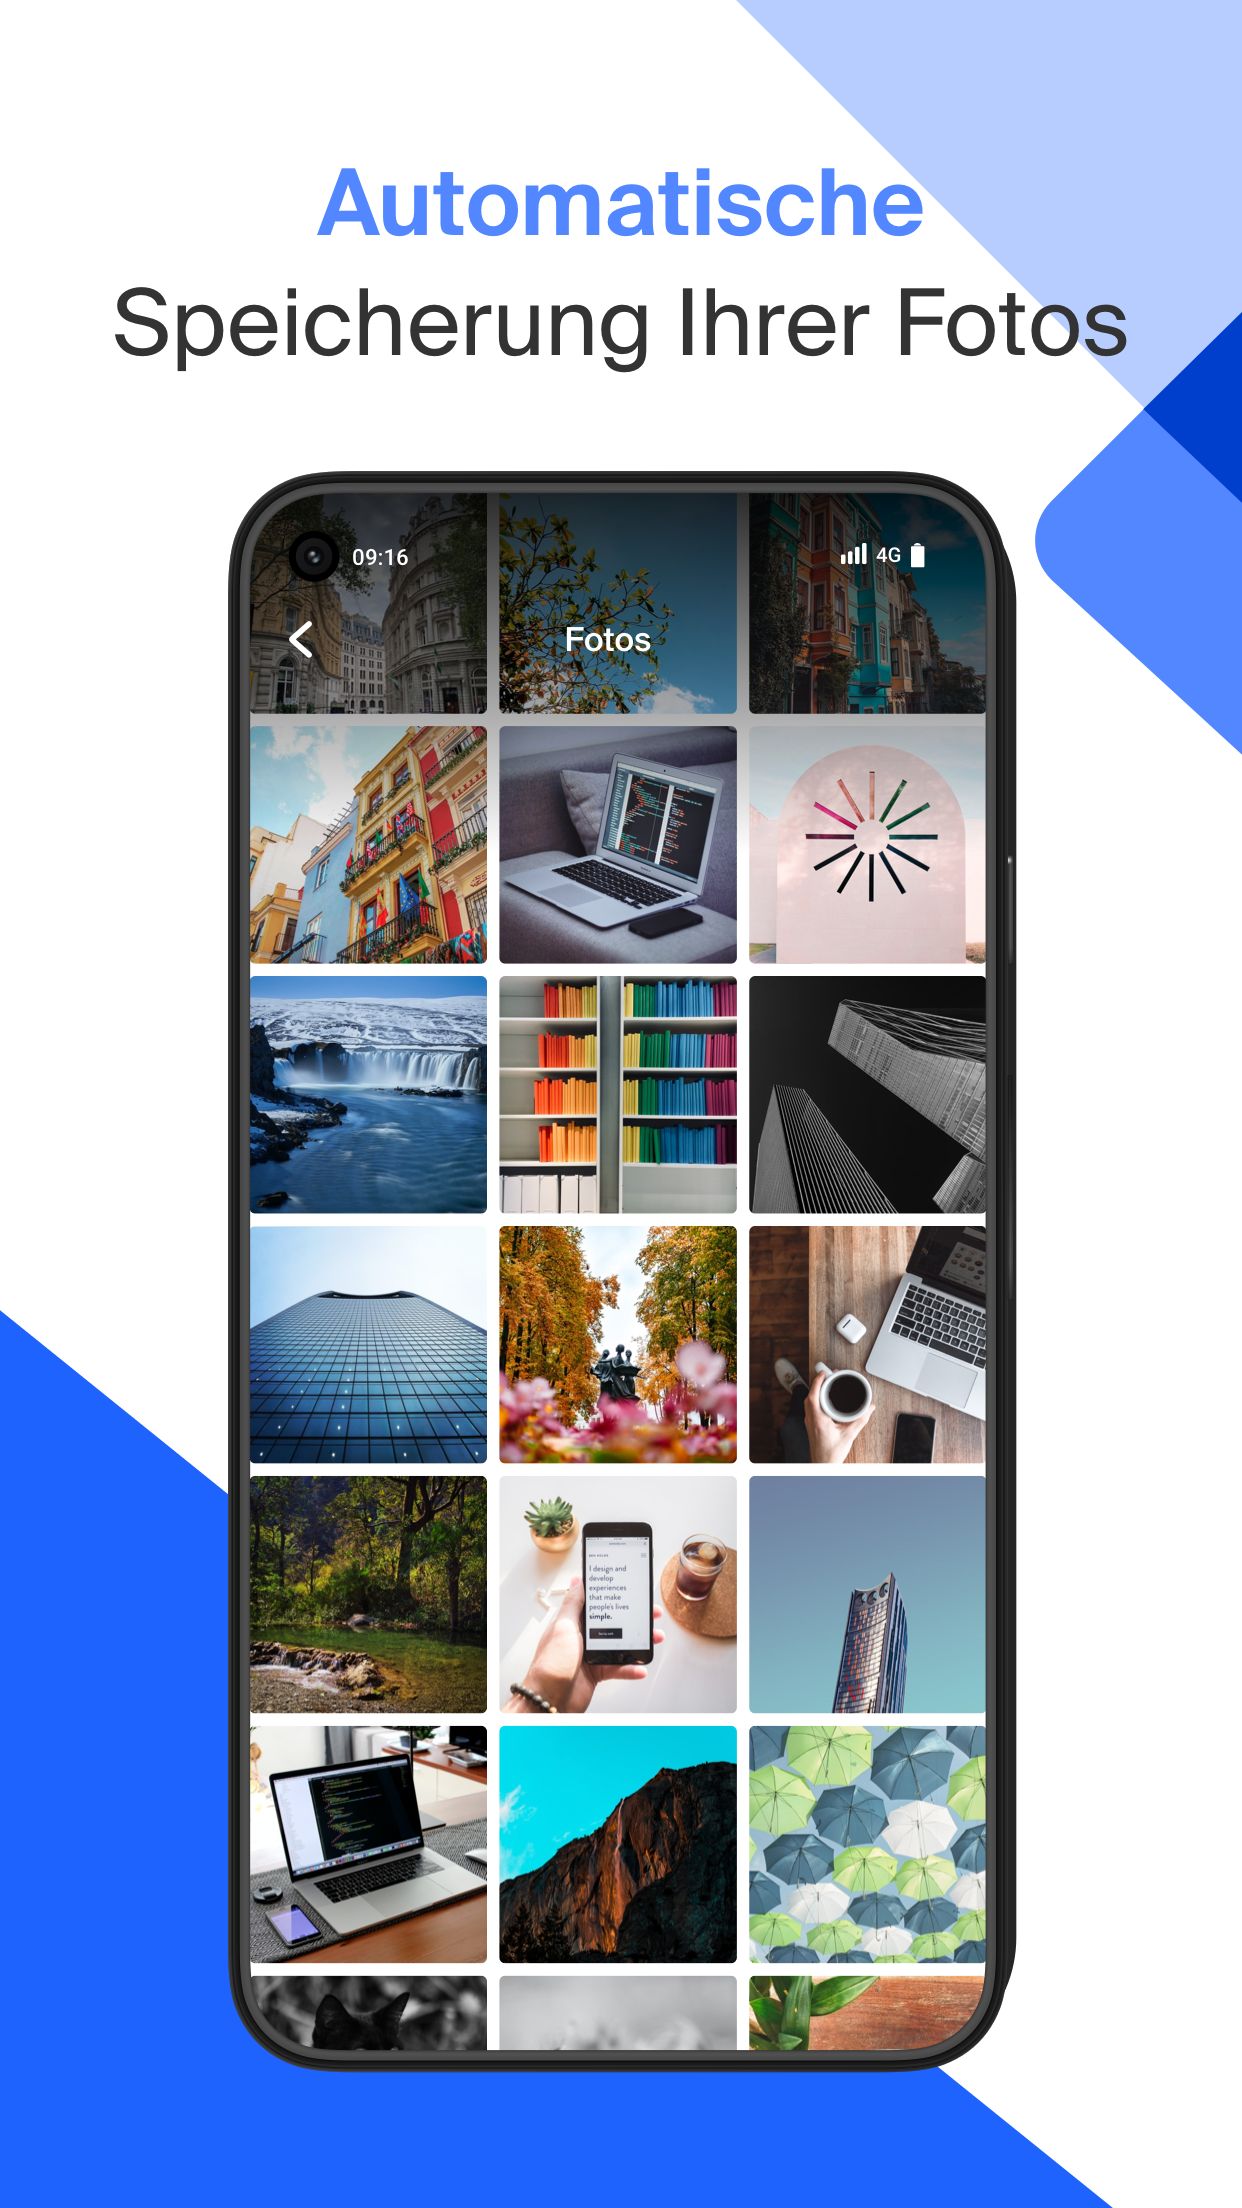 Automatische
Speicherung Ihrer Fotos
09:16
4G
Fotos
I design and
develop
experiences
that make
people's lives
simple.